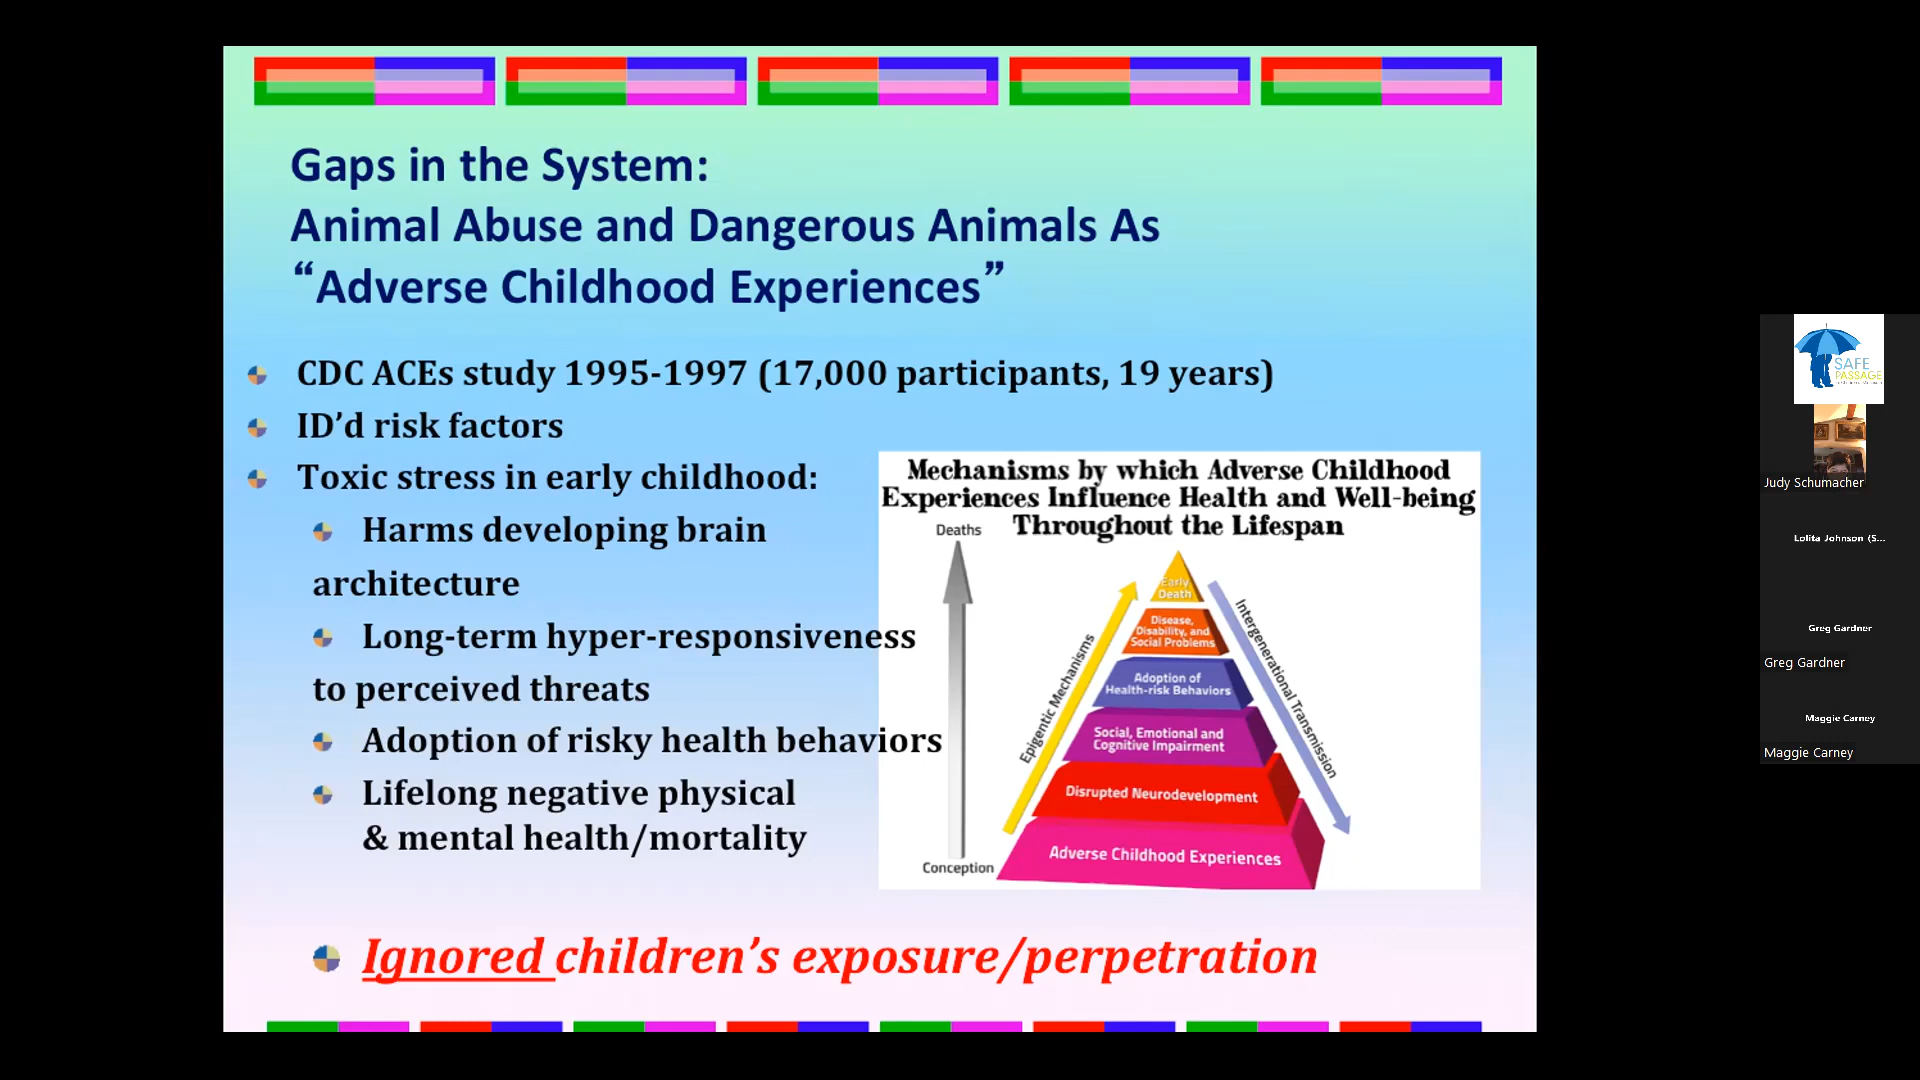 Gaps in the System:
Animal Abuse and Dangerous Animals As
“Adverse Childhood Experiences”
CDC ACEs study 1995-1997 (17,000 participants, 19 years)
ID’d risk factors
Toxic stress in early childhood:
Harms developing brain
architecture
Long-term hyper-responsiveness
to perceived threats
Adoption of risky health behaviors
Lifelong negative physical
& mental health/mortality
Ignored children’s exposure/perpetration
Mechanisms by which Adverse Childhood
Experiences Influence Health and Well-being
Throughout the Lifespan
Deaths
Conception
Epigentic Mechanisms
Intergenerational Transmission
Early
Death
Disease,
Disability, and
Social Problems
Adoption of
Health-risk Behaviors
Social, Emotional and
Cognitive Impairment
Disrupted Neurodevelopment
Adverse Childhood Experiences
SAFE
PASSAGE
Judy Schumacher
Lolita Johnson (S...
Greg Gardner
Greg Gardner
Maggie Carney
Maggie Carney